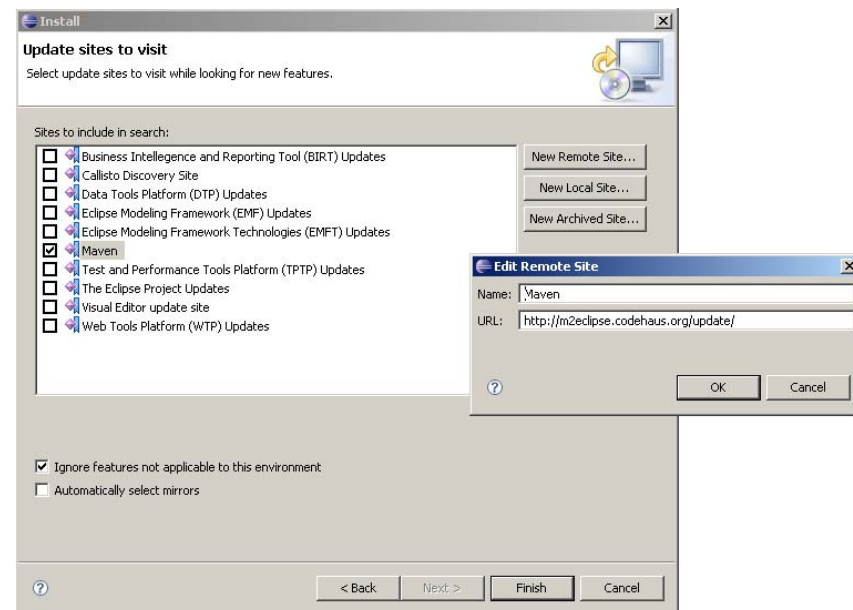 Install
Update sites to visit
Select update sites to visit while looking for new features.
Sites to include in search:
Business Intellegence and Reporting Tool (BIRT) Updates
Callisto Discovery Site
Data Tools Platform (DTP) Updates
Eclipse Modeling Framework (EMF) Updates
Eclipse Modeling Framework Technologies (EMFT) Updates
Maven
Test and Performance Tools Platform (TPTP) Updates
The Eclipse Project Updates
Visual Editor update site
Web Tools Platform (WTP) Updates
New Remote Site...
New Local Site...
New Archived Site...
Edit Remote Site
Name: Maven
URL: http://m2eclipse.codehaus.org/update/
OK Cancel
Ignore features not applicable to this environment
Automatically select mirrors
< Back Next > Finish Cancel